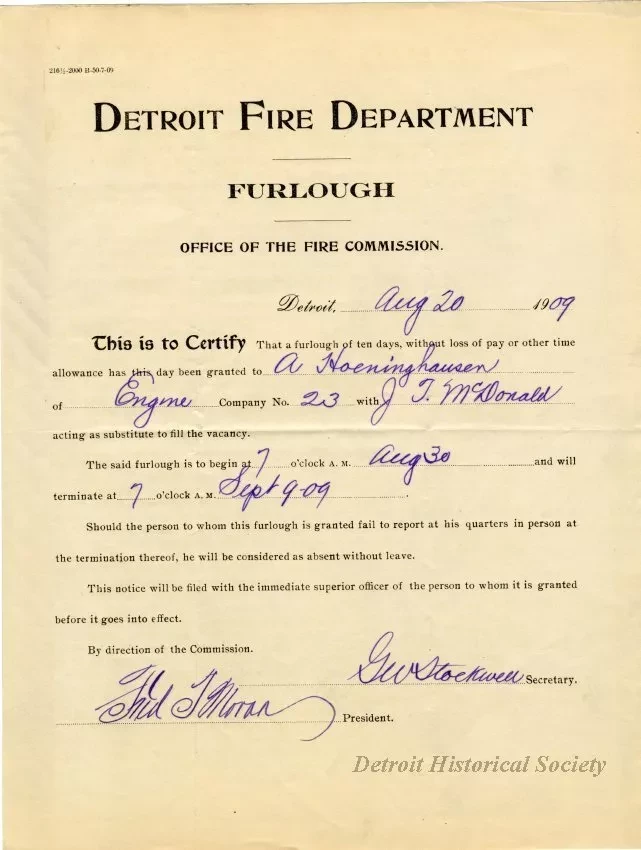 216½-2000 H-50-7-09
DETROIT FIRE DEPARTMENT
FURLOUGH
OFFICE OF THE FIRE COMMISSION.
Detroit, Aug 20 1909
This is to Certify That a furlough of ten days, without loss of pay or other time
allowance has this day been granted to A Hoeninghausen
of Engine Company No. 23 with J T. McDonald
acting as substitute to fill the vacancy.
The said furlough is to begin at 7 o'clock A. M. Aug 30 and will
terminate at 7 o'clock A. M. Sept 9-09.
Should the person to whom this furlough is granted fail to report at his quarters in person at
the termination thereof, he will be considered as absent without leave.
This notice will be filed with the immediate superior officer of the person to whom it is granted
before it goes into effect.
By direction of the Commission.
GW Stockwell Secretary.
Fred T Moran President.
Detroit Historical Society